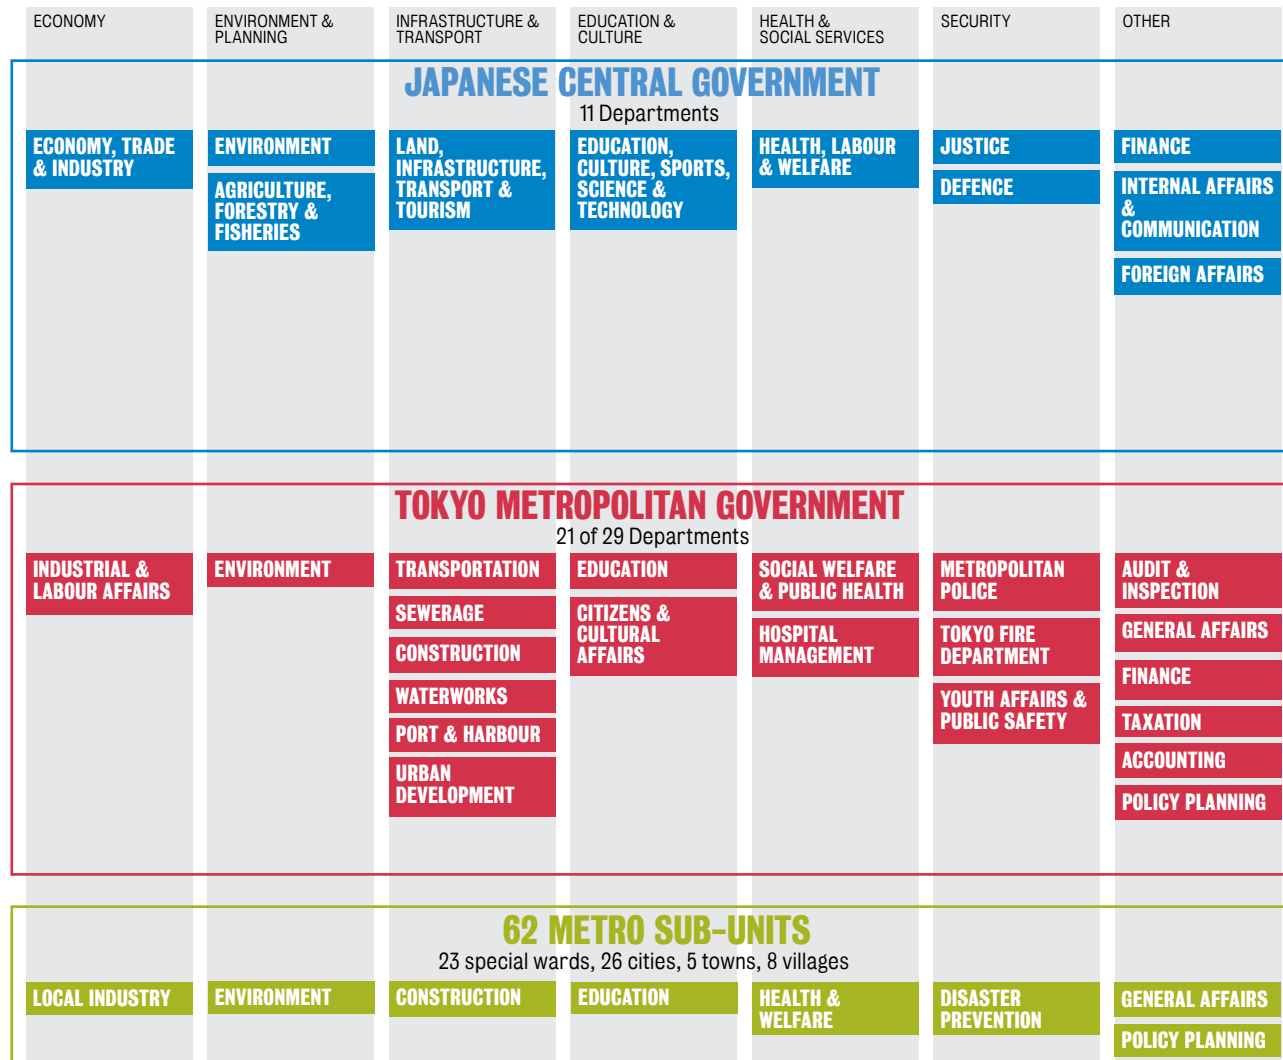 ECONOMY
ENVIRONMENT &
PLANNING
INFRASTRUCTURE &
TRANSPORT
EDUCATION &
CULTURE
HEALTH &
SOCIAL SERVICES
SECURITY
OTHER
JAPANESE CENTRAL GOVERNMENT
11 Departments
ECONOMY, TRADE
& INDUSTRY
ENVIRONMENT
AGRICULTURE,
FORESTRY &
FISHERIES
LAND,
INFRASTRUCTURE,
TRANSPORT &
TOURISM
EDUCATION,
CULTURE, SPORTS,
SCIENCE &
TECHNOLOGY
HEALTH, LABOUR
& WELFARE
JUSTICE
DEFENCE
FINANCE
INTERNAL AFFAIRS
&
COMMUNICATION
FOREIGN AFFAIRS
TOKYO METROPOLITAN GOVERNMENT
21 of 29 Departments
INDUSTRIAL &
LABOUR AFFAIRS
ENVIRONMENT
TRANSPORTATION
SEWERAGE
CONSTRUCTION
WATERWORKS
PORT & HARBOUR
URBAN
DEVELOPMENT
EDUCATION
CITIZENS &
CULTURAL
AFFAIRS
SOCIAL WELFARE
& PUBLIC HEALTH
HOSPITAL
MANAGEMENT
METROPOLITAN
POLICE
TOKYO FIRE
DEPARTMENT
YOUTH AFFAIRS &
PUBLIC SAFETY
AUDIT &
INSPECTION
GENERAL AFFAIRS
FINANCE
TAXATION
ACCOUNTING
POLICY PLANNING
62 METRO SUB-UNITS
23 special wards, 26 cities, 5 towns, 8 villages
LOCAL INDUSTRY
ENVIRONMENT
CONSTRUCTION
EDUCATION
HEALTH &
WELFARE
DISASTER
PREVENTION
GENERAL AFFAIRS
POLICY PLANNING